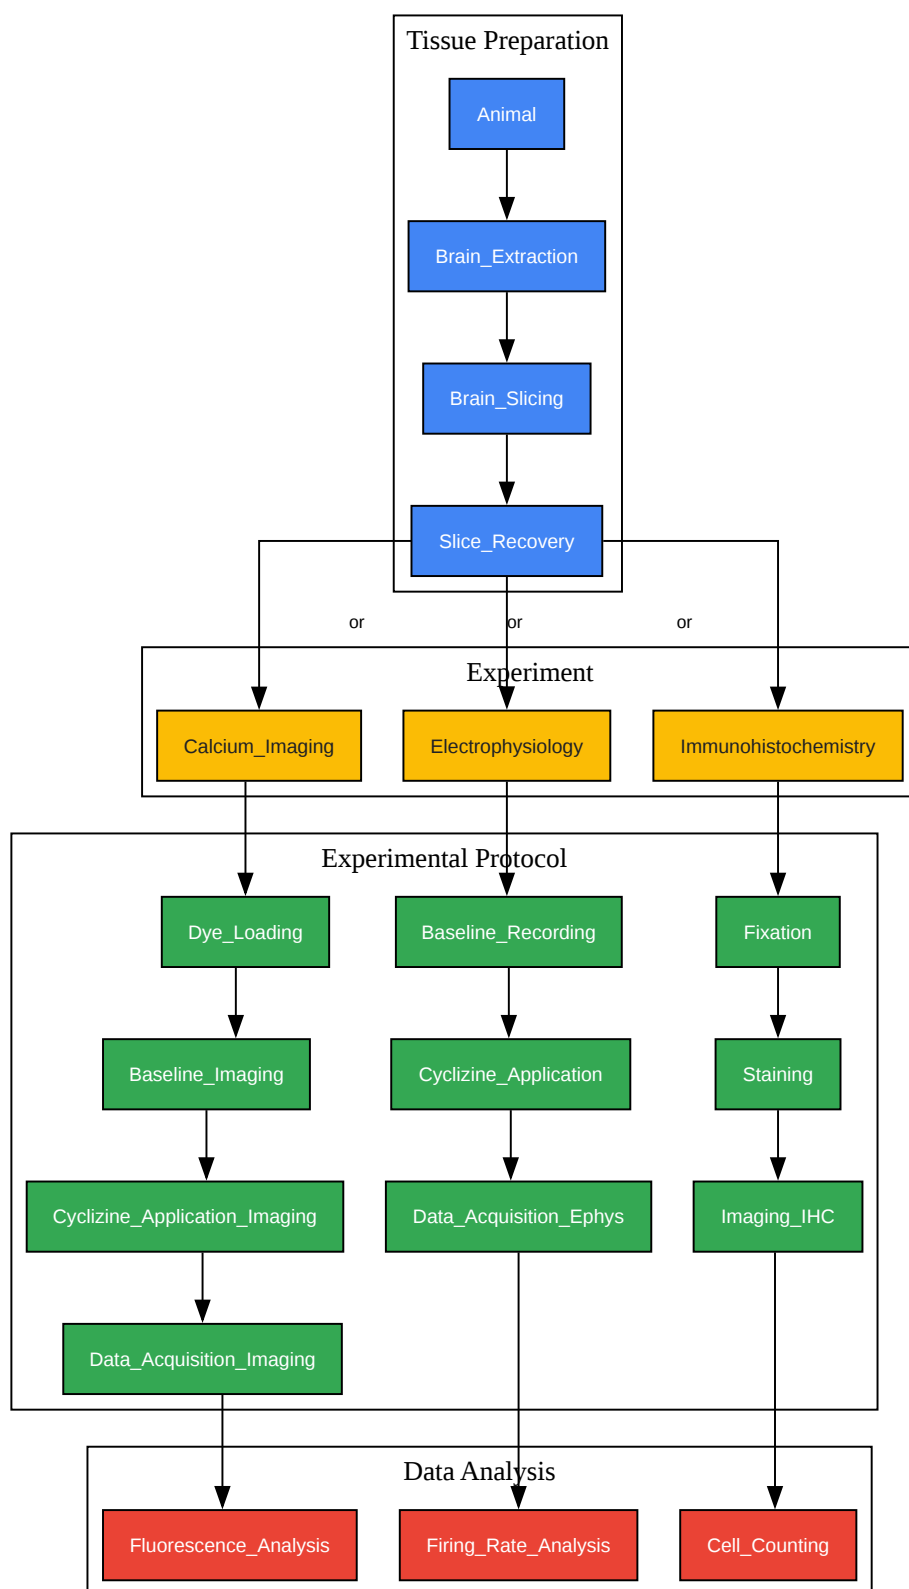 Tissue Preparation
Animal
Brain_Extraction
Brain_Slicing
Slice_Recovery
or or or
Experiment
Calcium_Imaging Electrophysiology Immunohistochemistry
Experimental Protocol
Dye_Loading Baseline_Recording Fixation
Baseline_Imaging Cyclizine_Application Staining
Cyclizine_Application_Imaging Data_Acquisition_Ephys Imaging_IHC
Data_Acquisition_Imaging
Data Analysis
Fluorescence_Analysis Firing_Rate_Analysis Cell_Counting